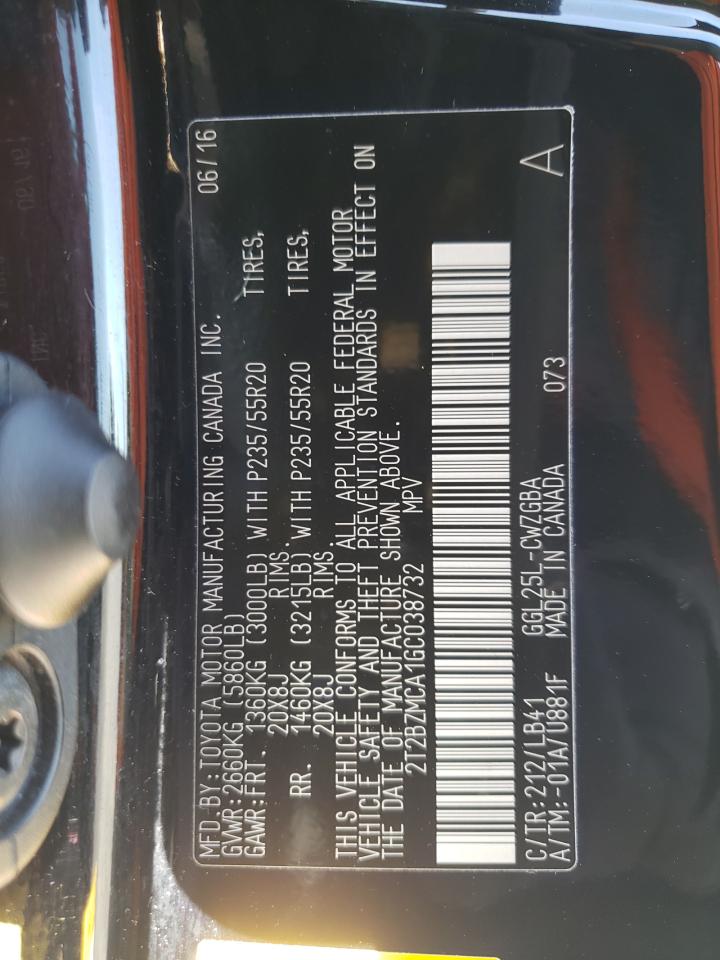 MFD.BY:TOYOTA MOTOR MANUFACTURING CANADA INC. 06/16
GVWR:2660KG (5860LB)
GAWR:FRT. 1360KG (3000LB) WITH P235/55R20 TIRES,
20X8J RIMS.
RR. 1460KG (3215LB) WITH P235/55R20 TIRES,
20X8J RIMS.
THIS VEHICLE CONFORMS TO ALL APPLICABLE FEDERAL MOTOR
VEHICLE SAFETY AND THEFT PREVENTION STANDARDS IN EFFECT ON
THE DATE OF MANUFACTURE SHOWN ABOVE.
2T2BZMCA1GC038732 MPV
C/TR:212/LB41 GGL25L-CWZGBA 073 A
A/TM:-01A/U881F MADE IN CANADA